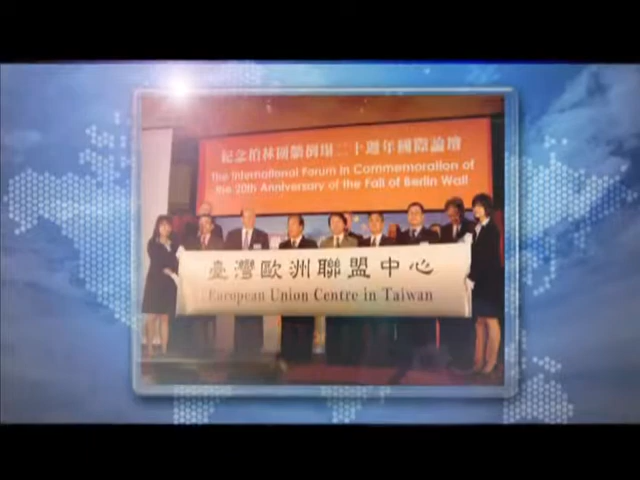 紀念柏林圍牆倒塌二十週年國際論壇
The International Forum in Commemoration of
the 20th Anniversary of the Fall of Berlin Wall
臺灣歐洲聯盟中心
European Union Centre in Taiwan